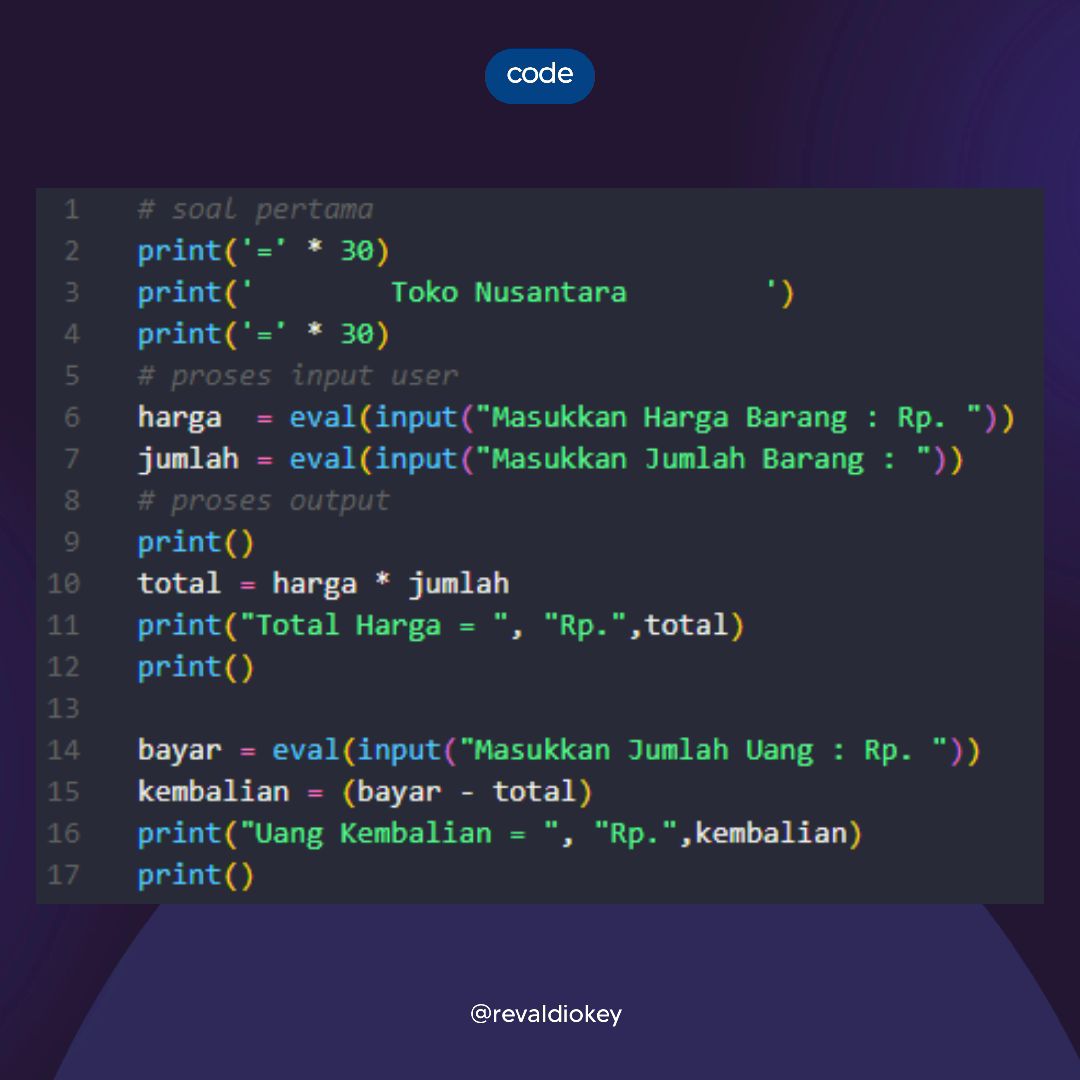 code
1 # soal pertama
2 print('=' * 30)
3 print('        Toko Nusantara        ')
4 print('=' * 30)
5 # proses input user
6 harga  = eval(input("Masukkan Harga Barang : Rp. "))
7 jumlah = eval(input("Masukkan Jumlah Barang : "))
8 # proses output
9 print()
10 total = harga * jumlah
11 print("Total Harga = ", "Rp.",total)
12 print()
13
14 bayar = eval(input("Masukkan Jumlah Uang : Rp. "))
15 kembalian = (bayar - total)
16 print("Uang Kembalian = ", "Rp.",kembalian)
17 print()
@revaldiokey